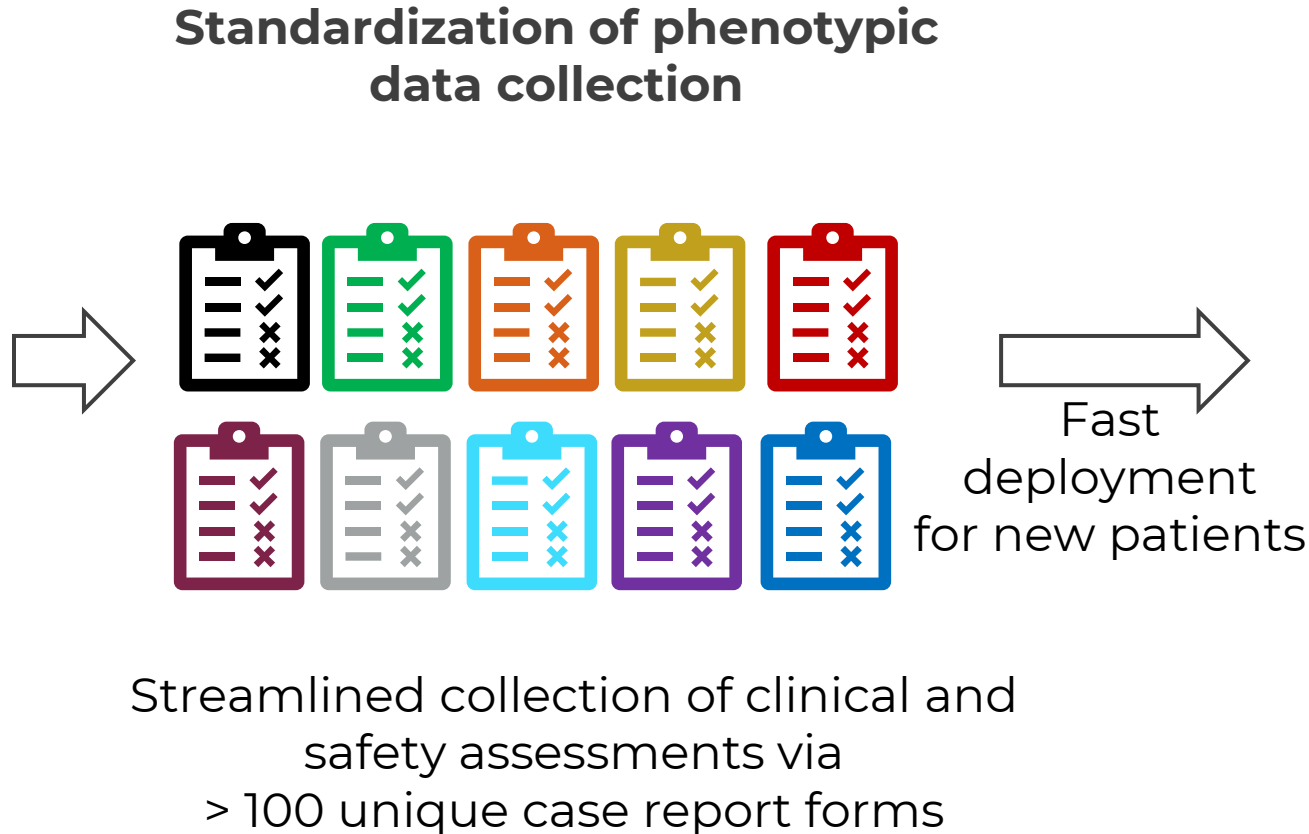 Standardization of phenotypic
data collection
Fast
deployment
for new patients
Streamlined collection of clinical and
safety assessments via
> 100 unique case report forms